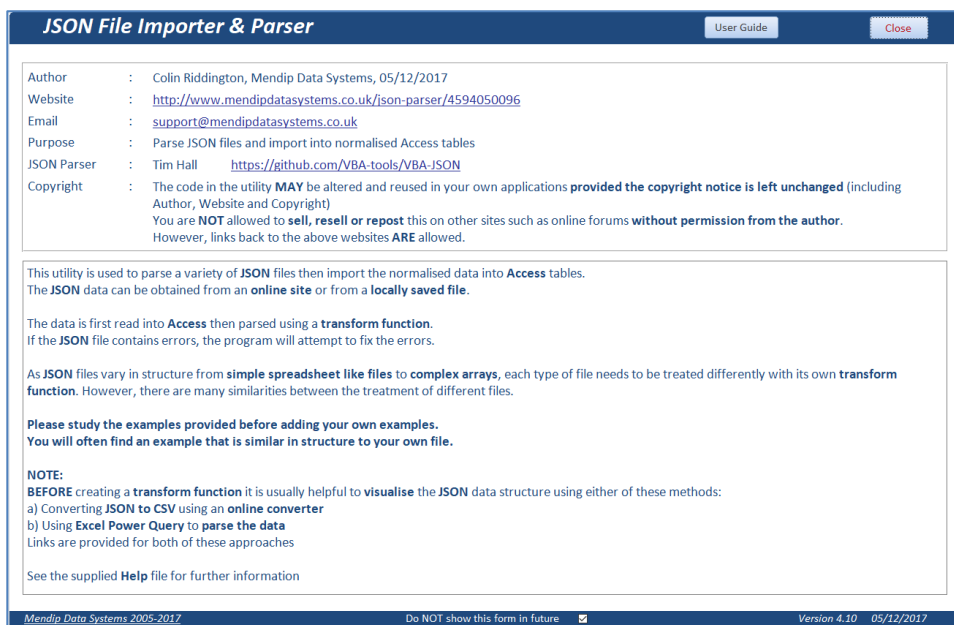 JSON File Importer & Parser User Guide Close
Author : Colin Riddington, Mendip Data Systems, 05/12/2017
Website : http://www.mendipdatasystems.co.uk/json-parser/4594050096
Email : support@mendipdatasystems.co.uk
Purpose : Parse JSON files and import into normalised Access tables
JSON Parser : Tim Hall https://github.com/VBA-tools/VBA-JSON
Copyright : The code in the utility MAY be altered and reused in your own applications provided the copyright notice is left unchanged (including
Author, Website and Copyright)
You are NOT allowed to sell, resell or repost this on other sites such as online forums without permission from the author.
However, links back to the above websites ARE allowed.
This utility is used to parse a variety of JSON files then import the normalised data into Access tables.
The JSON data can be obtained from an online site or from a locally saved file.
The data is first read into Access then parsed using a transform function.
If the JSON file contains errors, the program will attempt to fix the errors.
As JSON files vary in structure from simple spreadsheet like files to complex arrays, each type of file needs to be treated differently with its own transform
function. However, there are many similarities between the treatment of different files.
Please study the examples provided before adding your own examples.
You will often find an example that is similar in structure to your own file.
NOTE:
BEFORE creating a transform function it is usually helpful to visualise the JSON data structure using either of these methods:
a) Converting JSON to CSV using an online converter
b) Using Excel Power Query to parse the data
Links are provided for both of these approaches
See the supplied Help file for further information
Mendip Data Systems 2005-2017 Do NOT show this form in future Version 4.10 05/12/2017